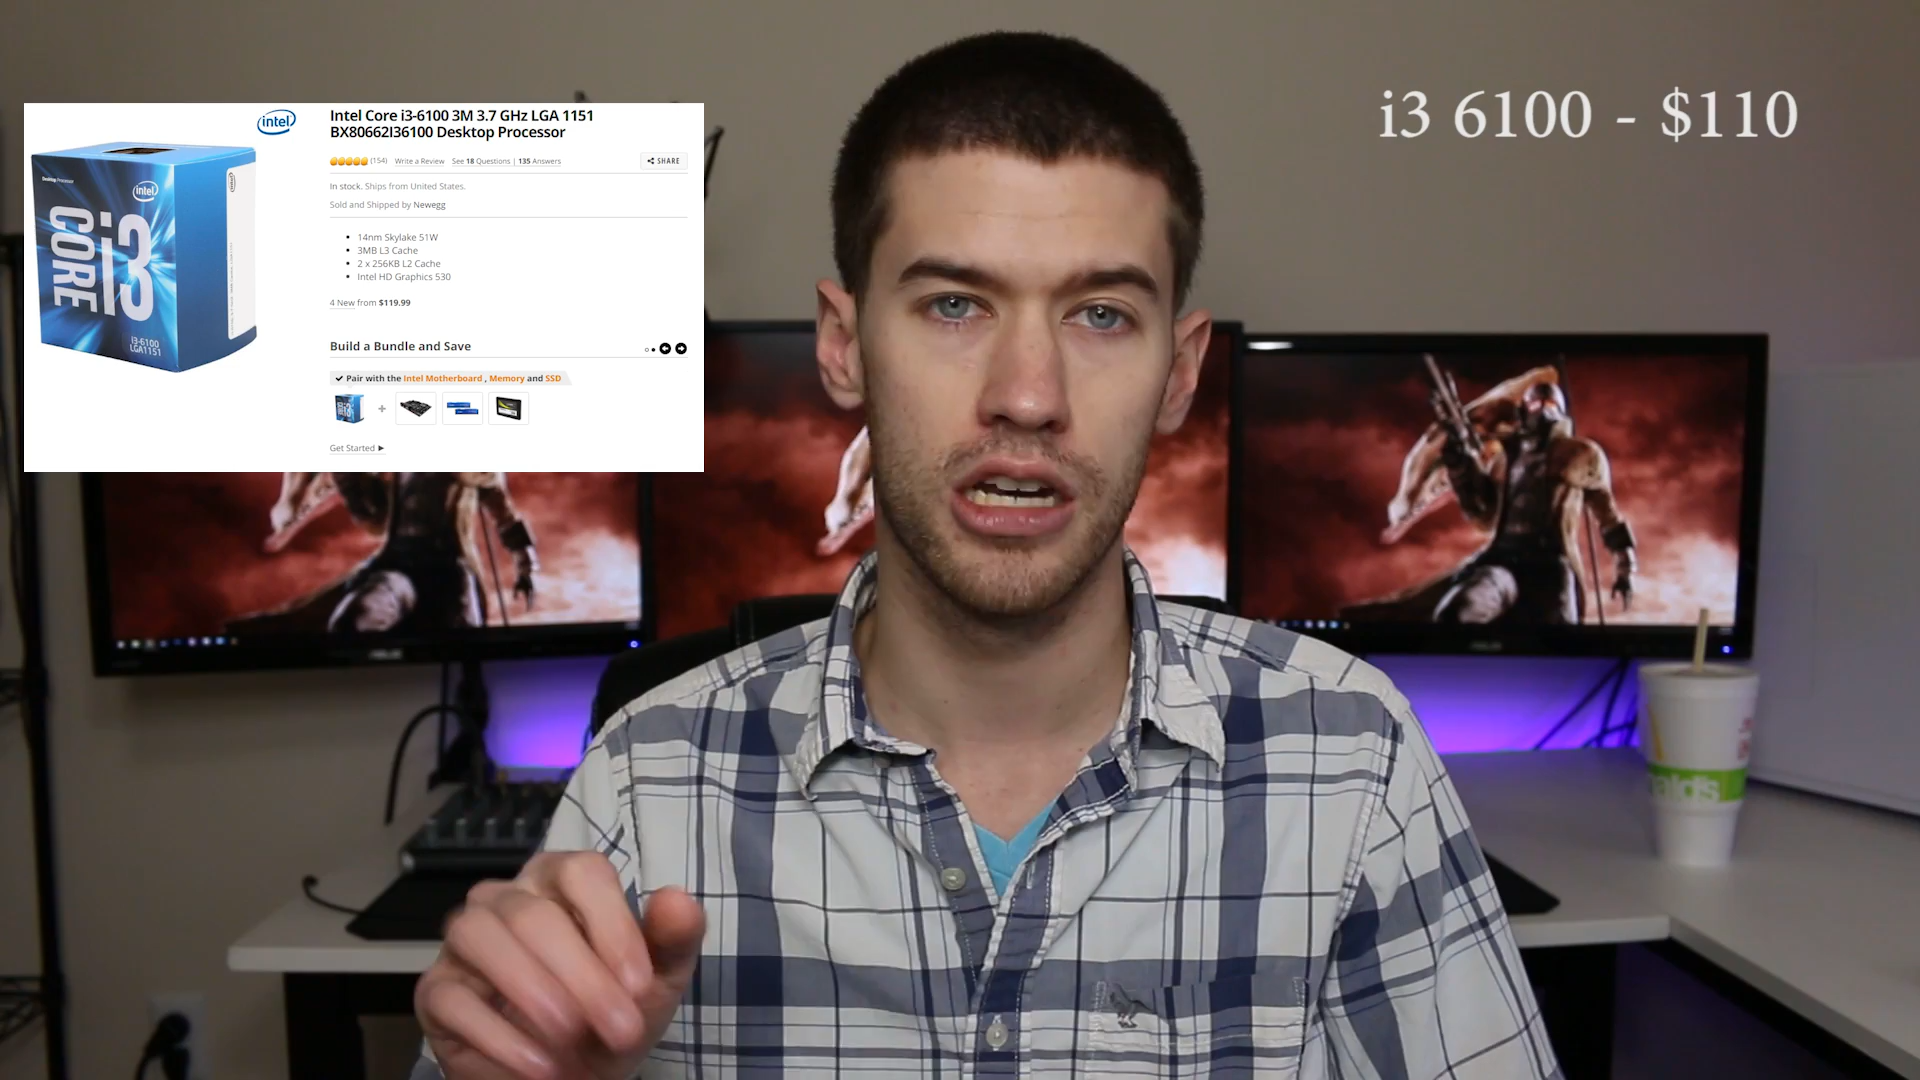 i3 6100 - $110
intel
Intel Core i3-6100 3M 3.7 GHz LGA 1151
BX80662I36100 Desktop Processor
(154) Write a Review See 18 Questions | 135 Answers
SHARE
In stock. Ships from United States.
Sold and Shipped by Newegg
14nm Skylake 51W
3MB L3 Cache
2 x 256KB L2 Cache
Intel HD Graphics 530
4 New from $119.99
Build a Bundle and Save
Pair with the Intel Motherboard , Memory and SSD
Get Started
Desktop Processor
intel
CORE i3
i3-6100
LGA1151
intel
nald's